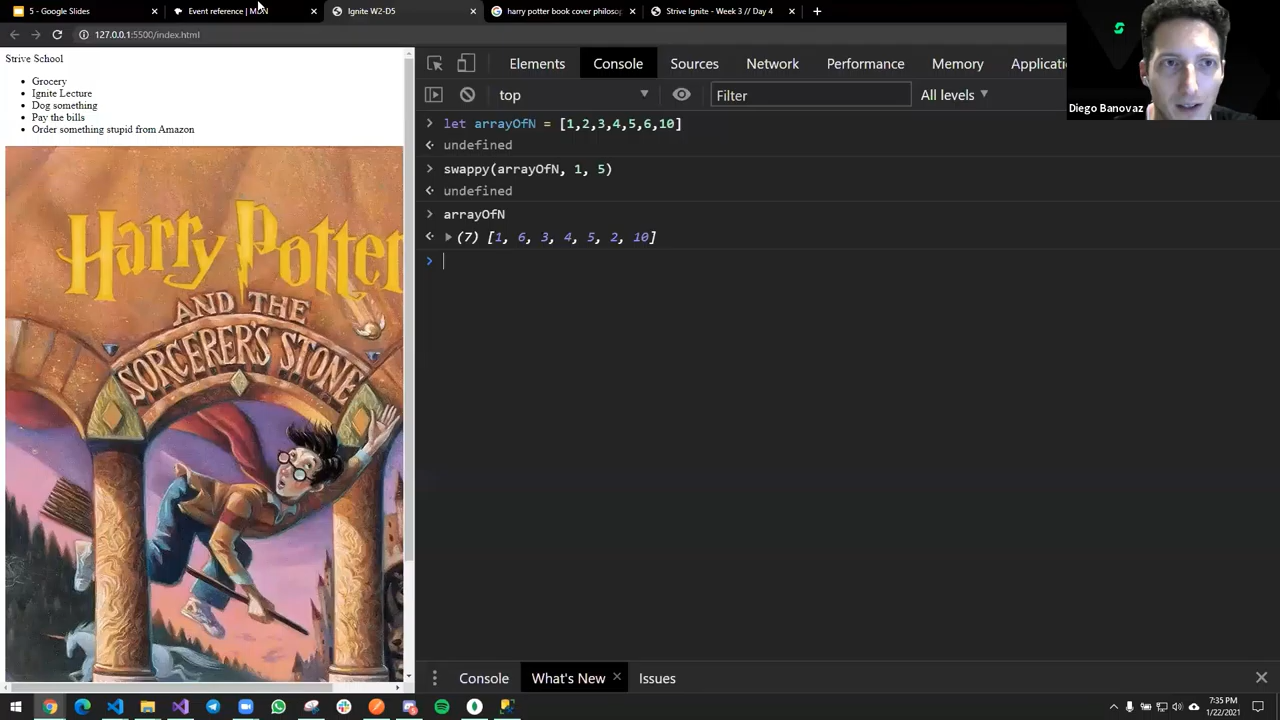 5 - Google Slides
Event reference | MDN
Ignite W2-D5
harry potter book cover philosop
Strive Ignite - Week 3 // Day 4
127.0.0.1:5500/index.html
Strive School
Grocery
Ignite Lecture
Dog something
Pay the bills
Order something stupid from Amazon
Harry Potter
AND THE
SORCERER'S STONE
Elements
Console
Sources
Network
Performance
Memory
Applicati
top
Filter
All levels
let arrayOfN = [1,2,3,4,5,6,10]
undefined
swappy(arrayOfN, 1, 5)
undefined
arrayOfN
(7) [1, 6, 3, 4, 5, 2, 10]
Diego Banovaz
Console
What's New
Issues
7:35 PM
1/22/2021